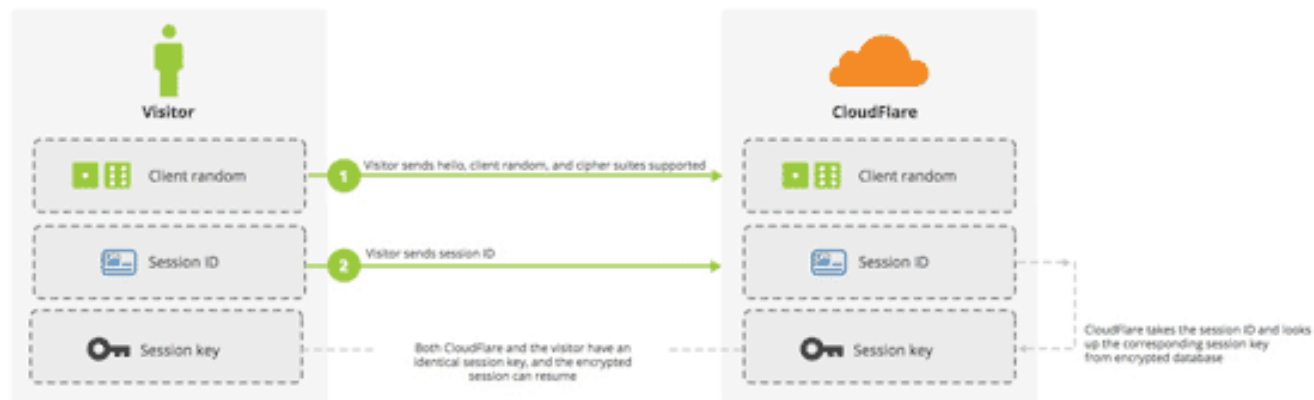 Visitor
CloudFlare
Client random
1
Visitor sends hello, client random, and cipher suites supported
Client random
Session ID
2
Visitor sends session ID
Session ID
Session key
Both CloudFlare and the visitor have an
identical session key, and the encrypted
session can resume
Session key
CloudFlare takes the session ID and looks
up the corresponding session key
from encrypted database